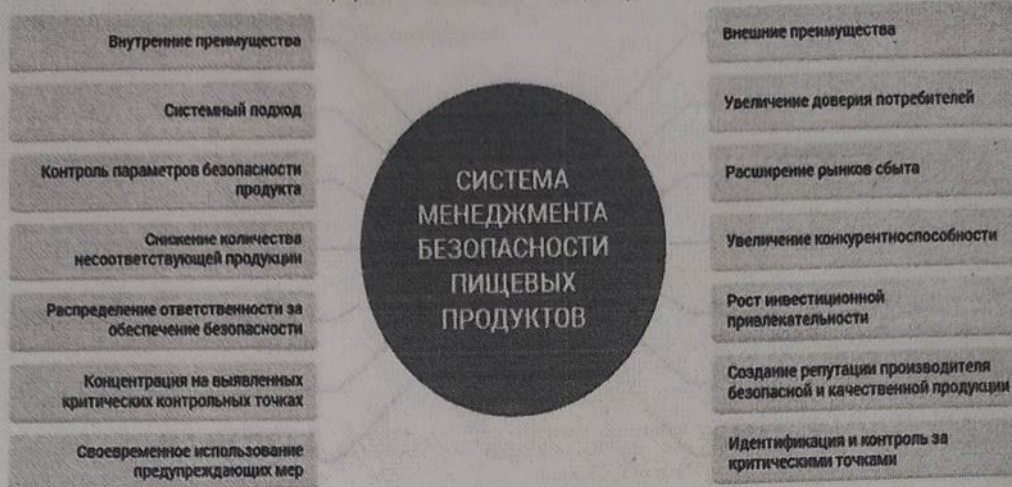 Внутренние преимущества
Системный подход
Контроль параметров безопасности
продукта
Снижение количества
несоответствующей продукции
Распределение ответственности за
обеспечение безопасности
Концентрация на выявленных
критических контрольных точках
Своевременное использование
предупреждающих мер
СИСТЕМА
МЕНЕДЖМЕНТА
БЕЗОПАСНОСТИ
ПИЩЕВЫХ
ПРОДУКТОВ
Внешние преимущества
Увеличение доверия потребителей
Расширение рынков сбыта
Увеличение конкурентноспособности
Рост инвестиционной
привлекательности
Создание репутации производителя
безопасной и качественной продукции
Идентификация и контроль за
критическими точками